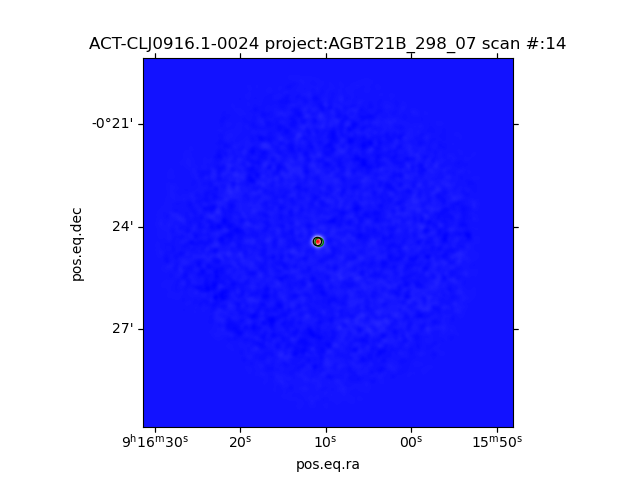 ACT-CLJ0916.1-0024 project:AGBT21B_298_07 scan #:14
-0°21'
24'
27'
pos.eq.dec
9ʰ16ᵐ30ˢ 20ˢ 10ˢ 00ˢ 15ᵐ50ˢ
pos.eq.ra